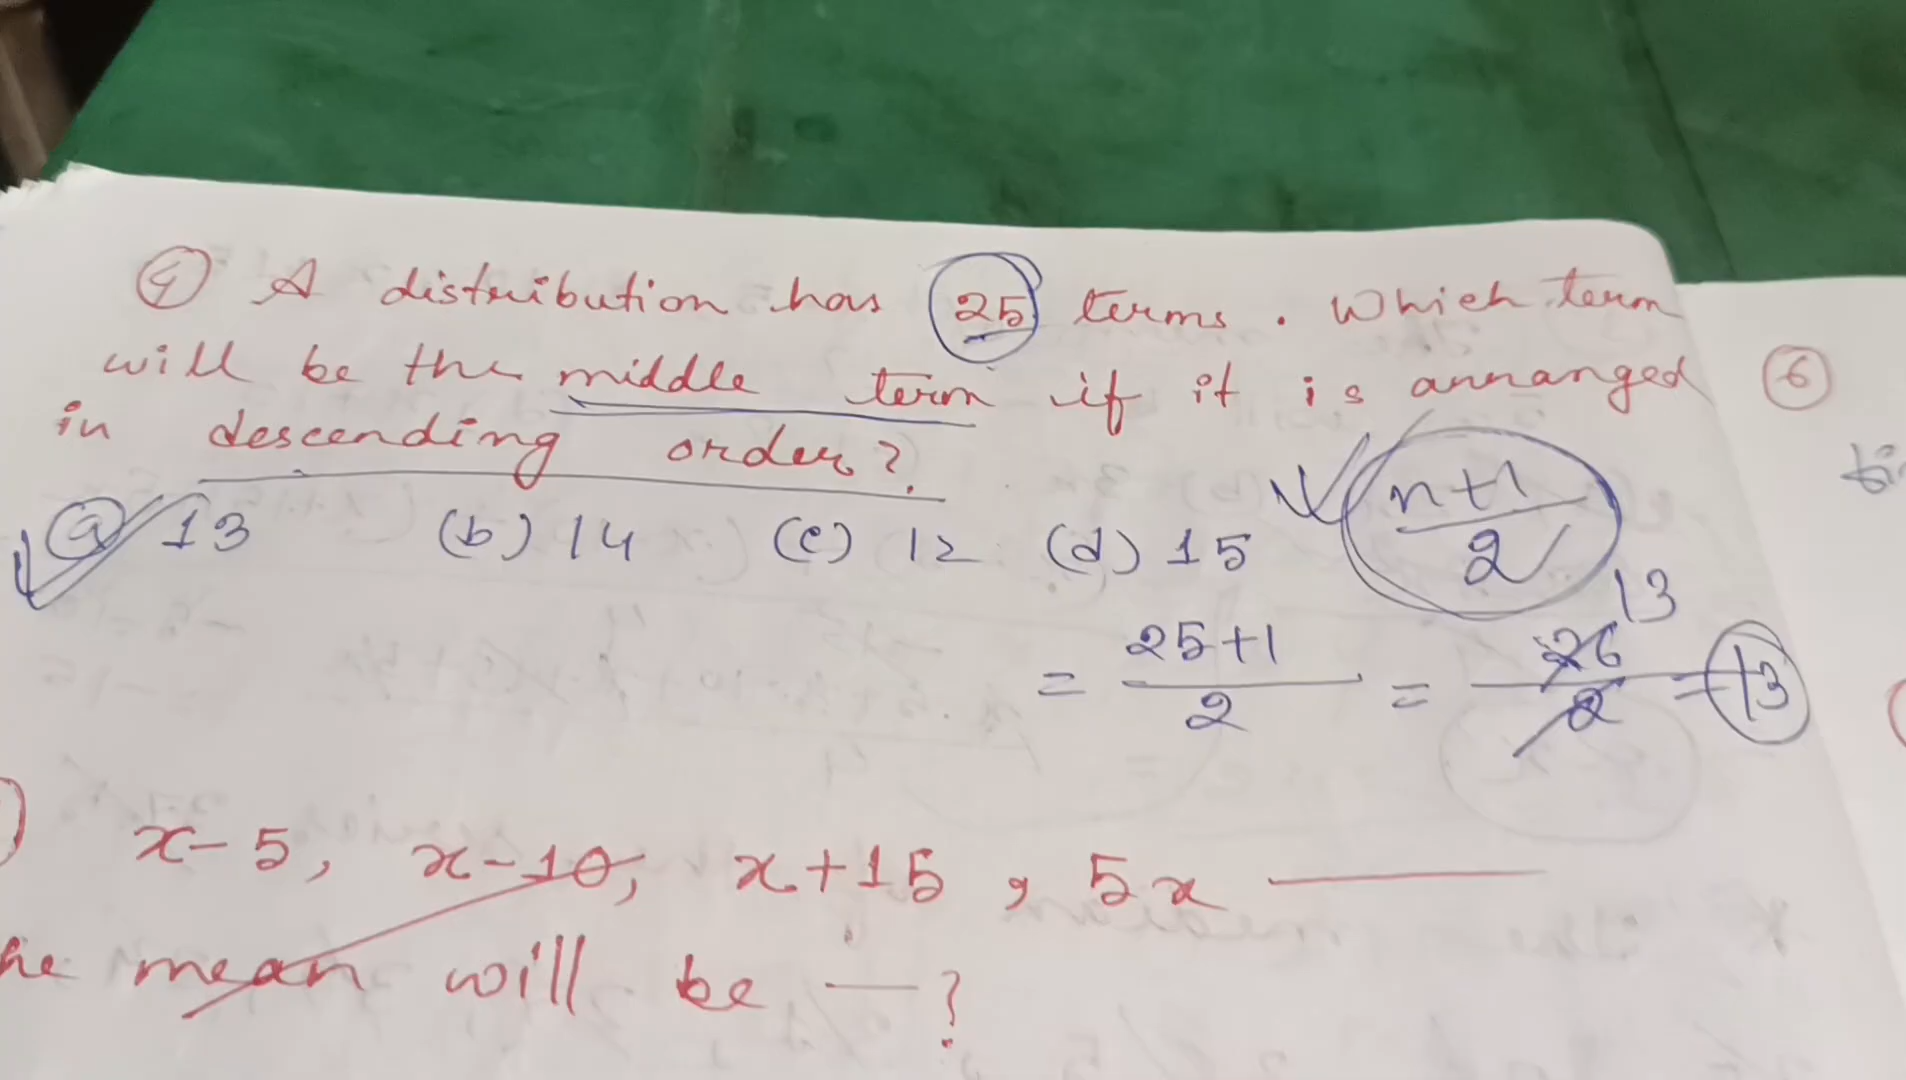 ④ A distribution has 25 terms. Which term
will be the middle term if it is arranged
in descending order?
(a) 13 (b) 14 (c) 12 (d) 15
n+1/2
= 25+1/2 = 26/2 = 13
13
x-5, x-10, x+15, 5x —
he mean will be — ?
⑥